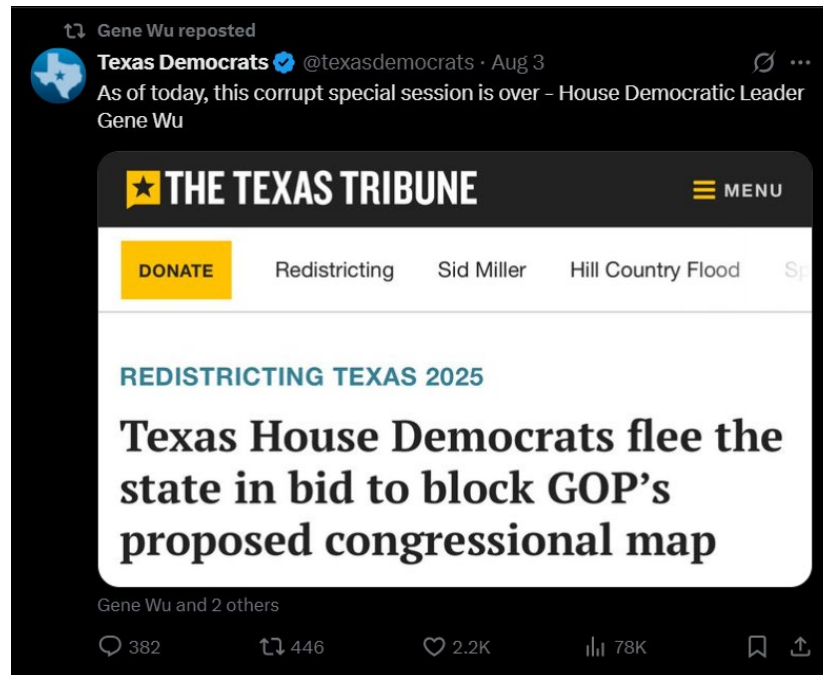 Gene Wu reposted
Texas Democrats @texasdemocrats · Aug 3
As of today, this corrupt special session is over – House Democratic Leader
Gene Wu
THE TEXAS TRIBUNE
MENU
DONATE
Redistricting
Sid Miller
Hill Country Flood
Sp
REDISTRICTING TEXAS 2025
Texas House Democrats flee the
state in bid to block GOP’s
proposed congressional map
Gene Wu and 2 others
382
446
2.2K
78K